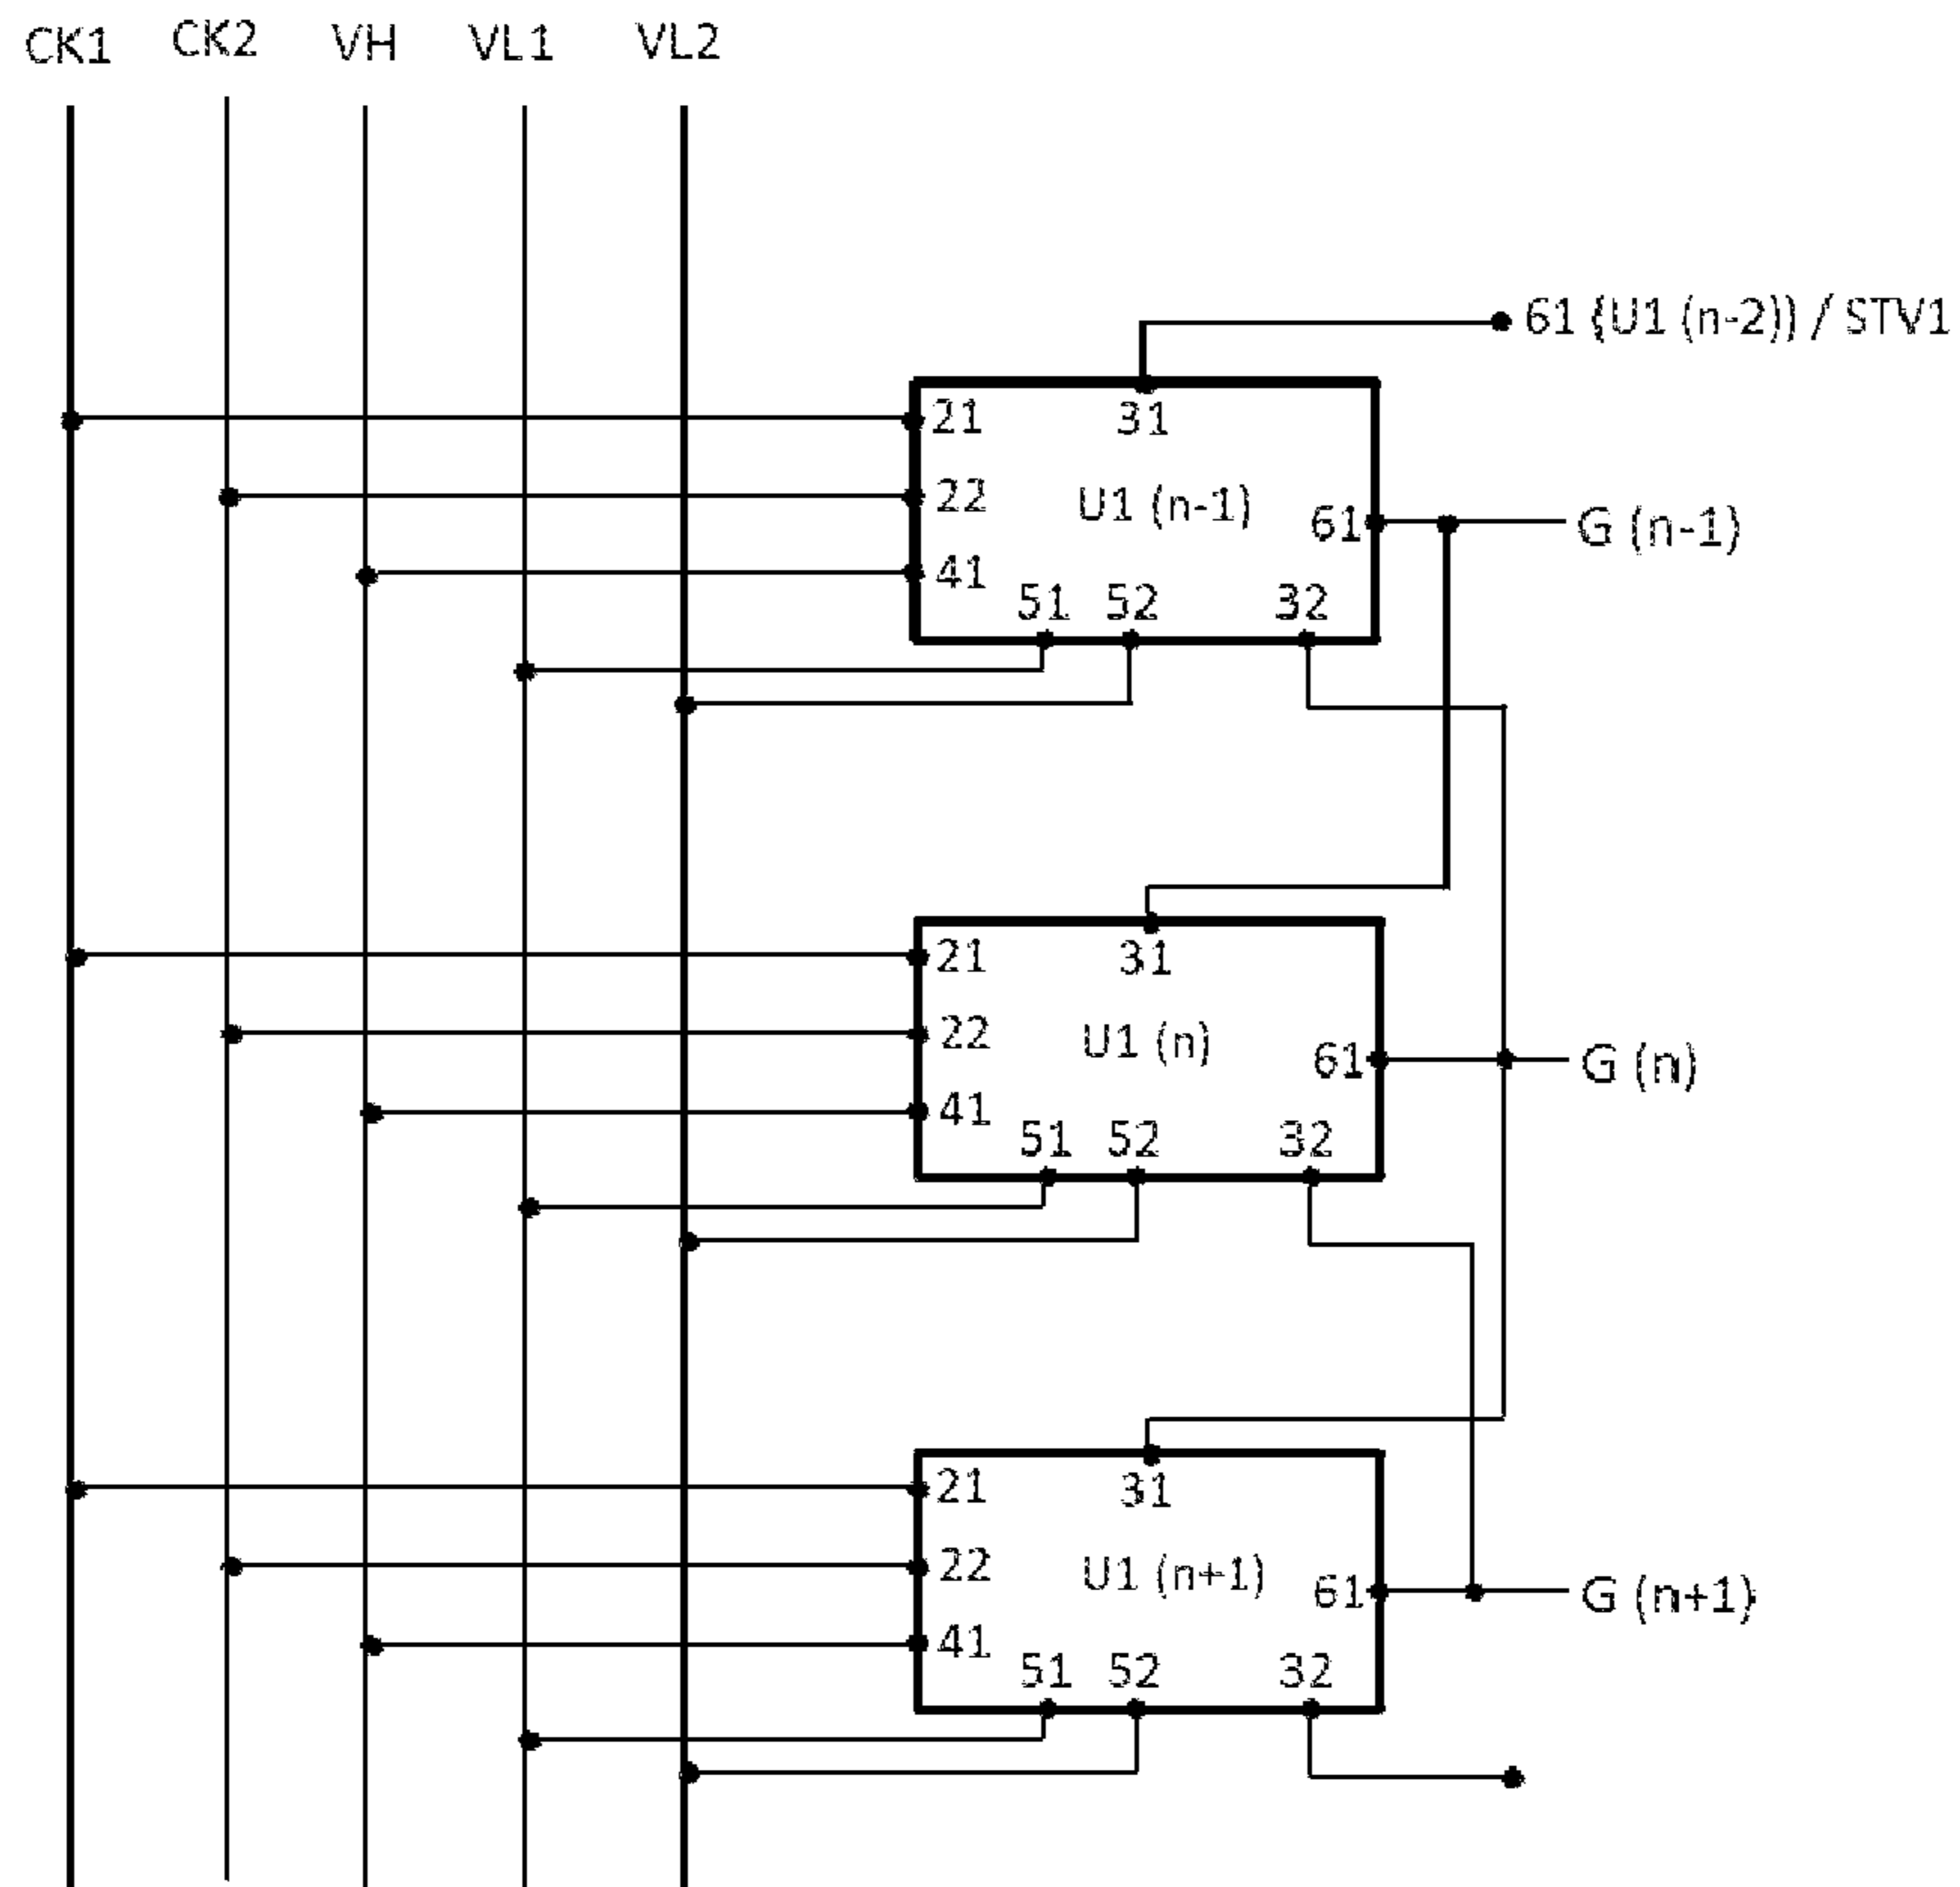 CK1 CK2 VH VL1 VL2
61 (U1 (n-2)) / STV1
21 31
22 U1 (n-1)
61 G (n-1)
41
51 52 32
21 31
22 U1 (n)
61 G (n)
41
51 52 32
21 31
22 U1 (n+1)
61 G (n+1)
41
51 52 32